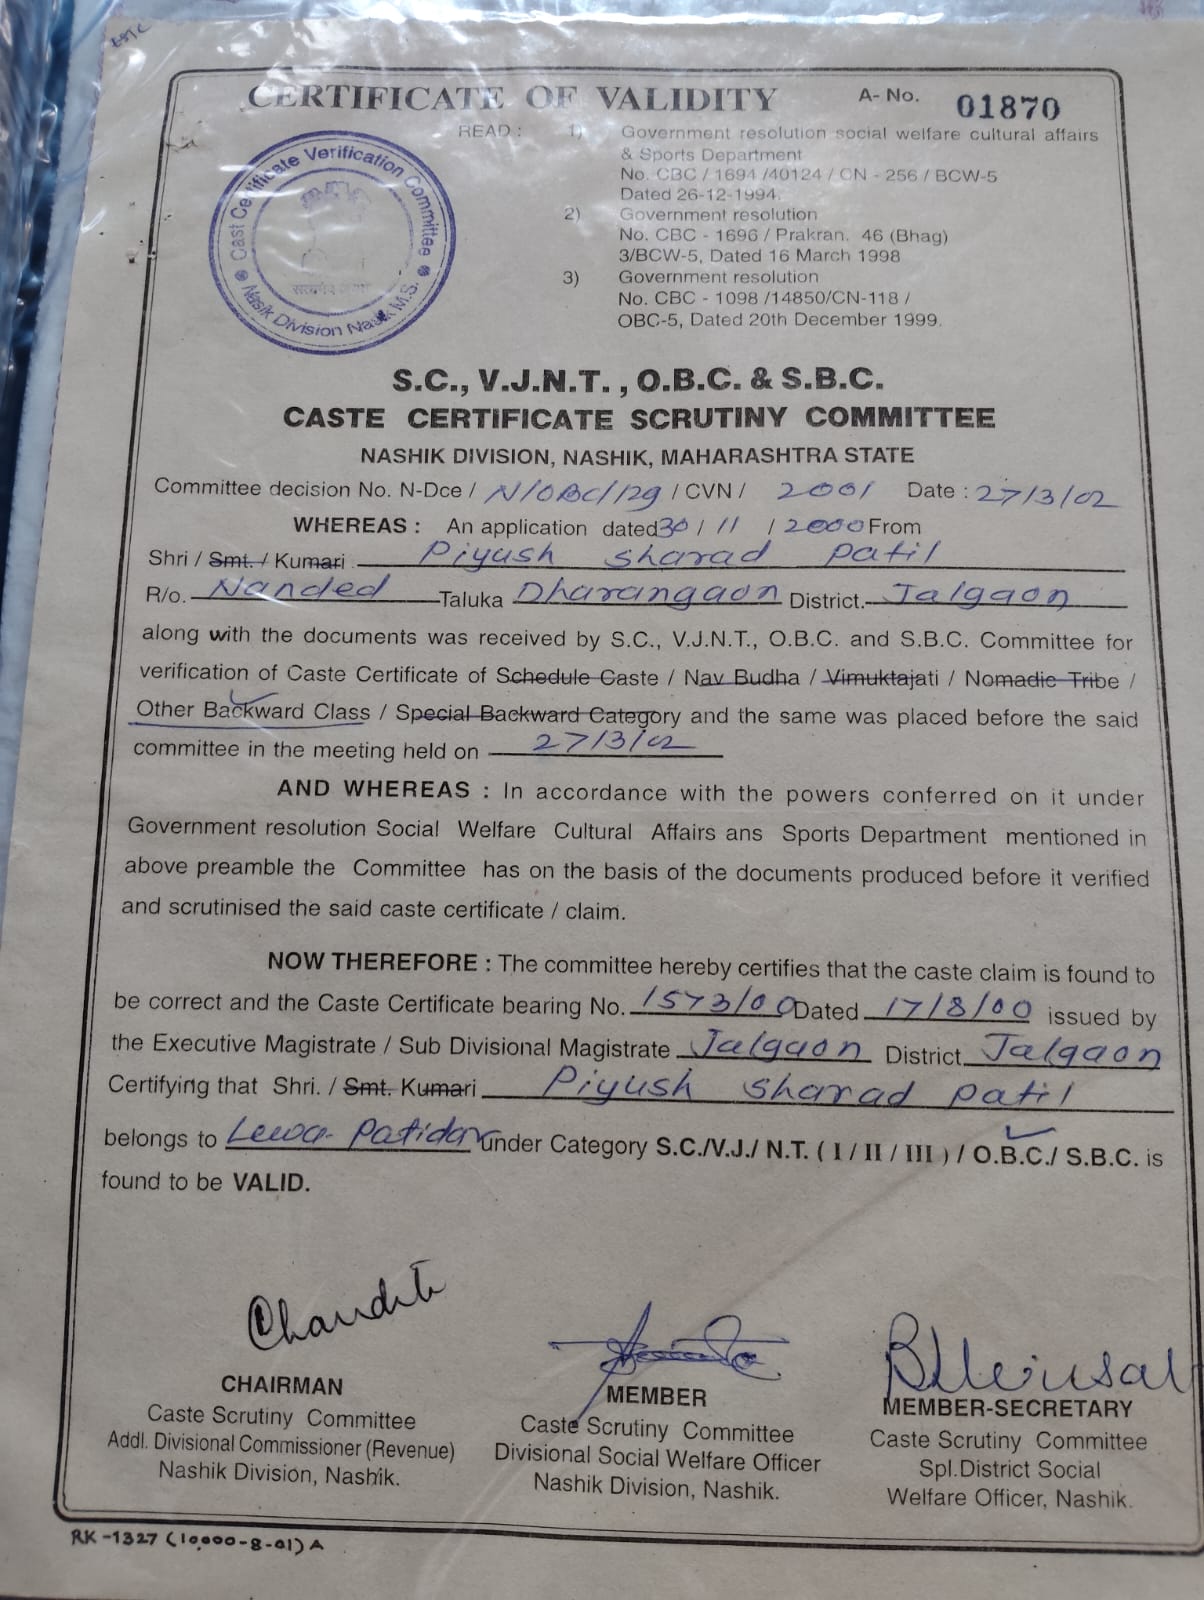 ESTC
CERTIFICATE OF VALIDITY A- No. 01870
READ : 1) Government resolution social welfare cultural affairs
& Sports Department
No. CBC / 1694 /40124 / CN - 256 / BCW-5
Dated 26-12-1994.
2) Government resolution
No. CBC - 1696 / Prakran. 46 (Bhag)
3/BCW-5, Dated 16 March 1998
3) Government resolution
No. CBC - 1098 /14850/CN-118 /
OBC-5, Dated 20th December 1999.
Cast Certificate Verification Committee
Nasik Division Nasik M.S.
S.C., V.J.N.T. , O.B.C. & S.B.C.
CASTE CERTIFICATE SCRUTINY COMMITTEE
NASHIK DIVISION, NASHIK, MAHARASHTRA STATE
Committee decision No. N-Dce / N/OBC/129 / CVN / 2001 Date : 27/3/02
WHEREAS : An application dated 30 / 11 / 2000 From
Shri / Smt. / Kumari . Piyush Sharad Patil
R/o. Nanded Taluka Dharangaon District. Jalgaon
along with the documents was received by S.C., V.J.N.T., O.B.C. and S.B.C. Committee for
verification of Caste Certificate of Schedule Caste / Nav Budha / Vimuktajati / Nomadic Tribe /
Other Backward Class / Special Backward Category and the same was placed before the said
committee in the meeting held on 27/3/02
AND WHEREAS : In accordance with the powers conferred on it under
Government resolution Social Welfare Cultural Affairs ans Sports Department mentioned in
above preamble the Committee has on the basis of the documents produced before it verified
and scrutinised the said caste certificate / claim.
NOW THEREFORE : The committee hereby certifies that the caste claim is found to
be correct and the Caste Certificate bearing No. 1573/00 Dated 17/8/00 issued by
the Executive Magistrate / Sub Divisional Magistrate Jalgaon District Jalgaon
Certifying that Shri. / Smt. Kumari Piyush Sharad Patil
belongs to Lewa-Patidar under Category S.C./V.J./ N.T. ( I / II / III ) / O.B.C./ S.B.C. is
found to be VALID.
CHAIRMAN
Caste Scrutiny Committee
Addl. Divisional Commissioner (Revenue)
Nashik Division, Nashik.
MEMBER
Caste Scrutiny Committee
Divisional Social Welfare Officer
Nashik Division, Nashik.
MEMBER-SECRETARY
Caste Scrutiny Committee
Spl.District Social
Welfare Officer, Nashik.
RK-1327 (10,000-8-01) A